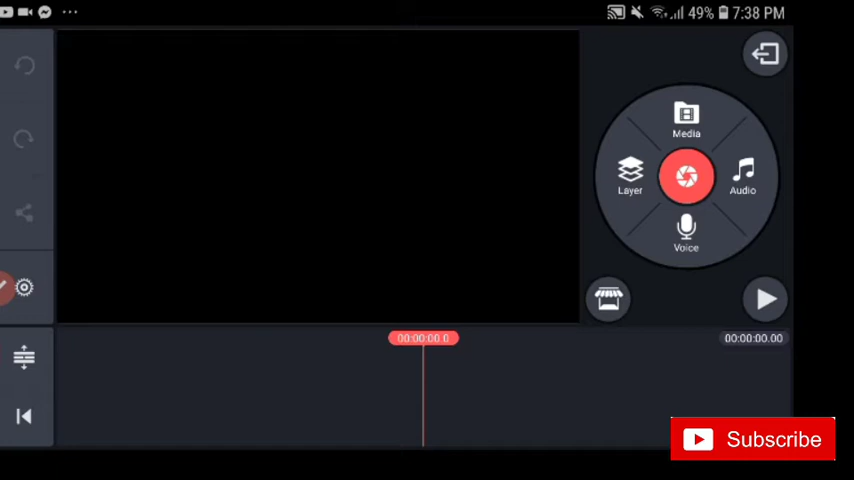 49% 7:38 PM
Media
Layer
Audio
Voice
00:00:00.0
00:00:00.00
Subscribe